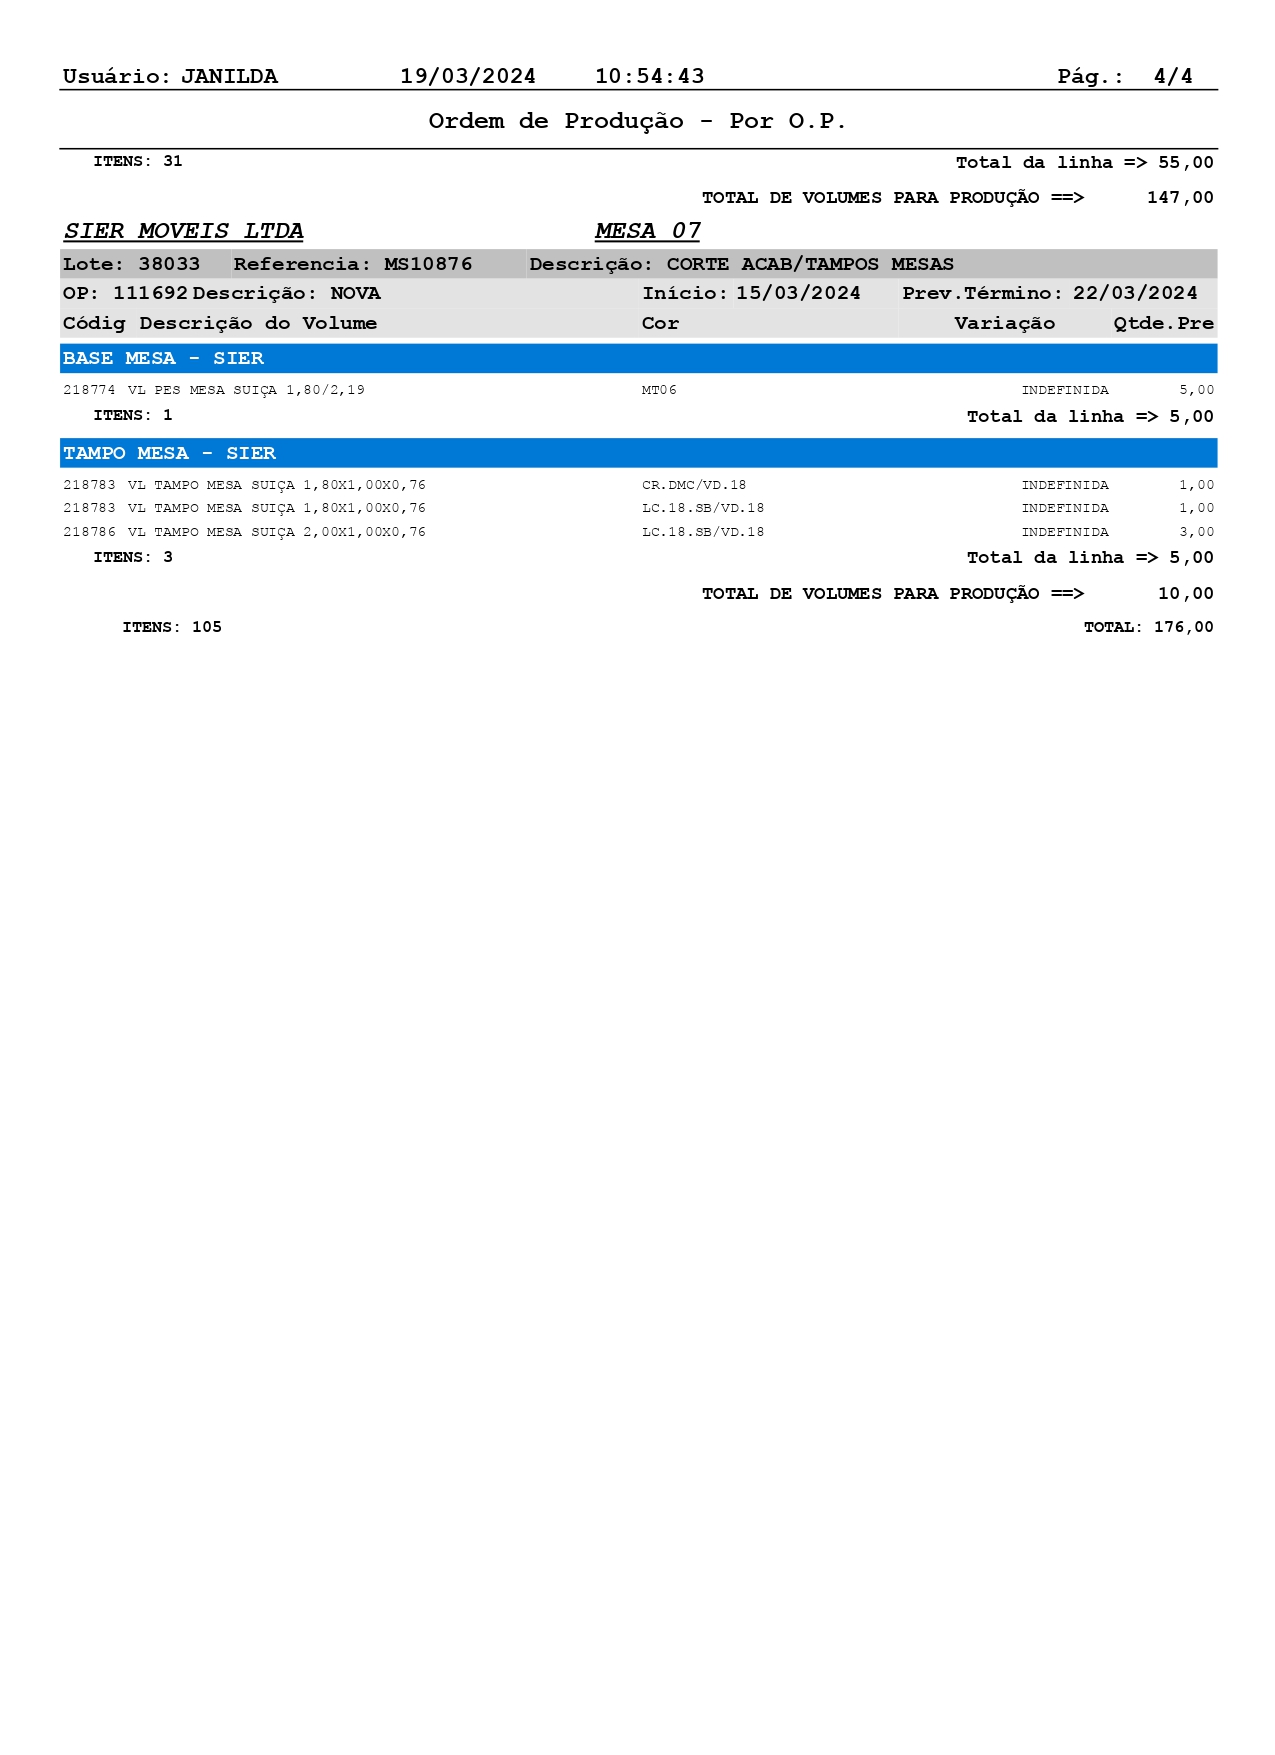 Usuário: JANILDA 19/03/2024 10:54:43 Pág.: 4/4
Ordem de Produção - Por O.P.
ITENS: 31 Total da linha => 55,00
TOTAL DE VOLUMES PARA PRODUÇÃO ==> 147,00
SIER MOVEIS LTDA MESA 07
Lote: 38033 Referencia: MS10876 Descrição: CORTE ACAB/TAMPOS MESAS
OP: 111692 Descrição: NOVA Início: 15/03/2024 Prev.Término: 22/03/2024
Códig Descrição do Volume Cor Variação Qtde.Pre
BASE MESA - SIER
218774 VL PES MESA SUIÇA 1,80/2,19 MT06 INDEFINIDA 5,00
ITENS: 1 Total da linha => 5,00
TAMPO MESA - SIER
218783 VL TAMPO MESA SUIÇA 1,80X1,00X0,76 CR.DMC/VD.18 INDEFINIDA 1,00
218783 VL TAMPO MESA SUIÇA 1,80X1,00X0,76 LC.18.SB/VD.18 INDEFINIDA 1,00
218786 VL TAMPO MESA SUIÇA 2,00X1,00X0,76 LC.18.SB/VD.18 INDEFINIDA 3,00
ITENS: 3 Total da linha => 5,00
TOTAL DE VOLUMES PARA PRODUÇÃO ==> 10,00
ITENS: 105 TOTAL: 176,00